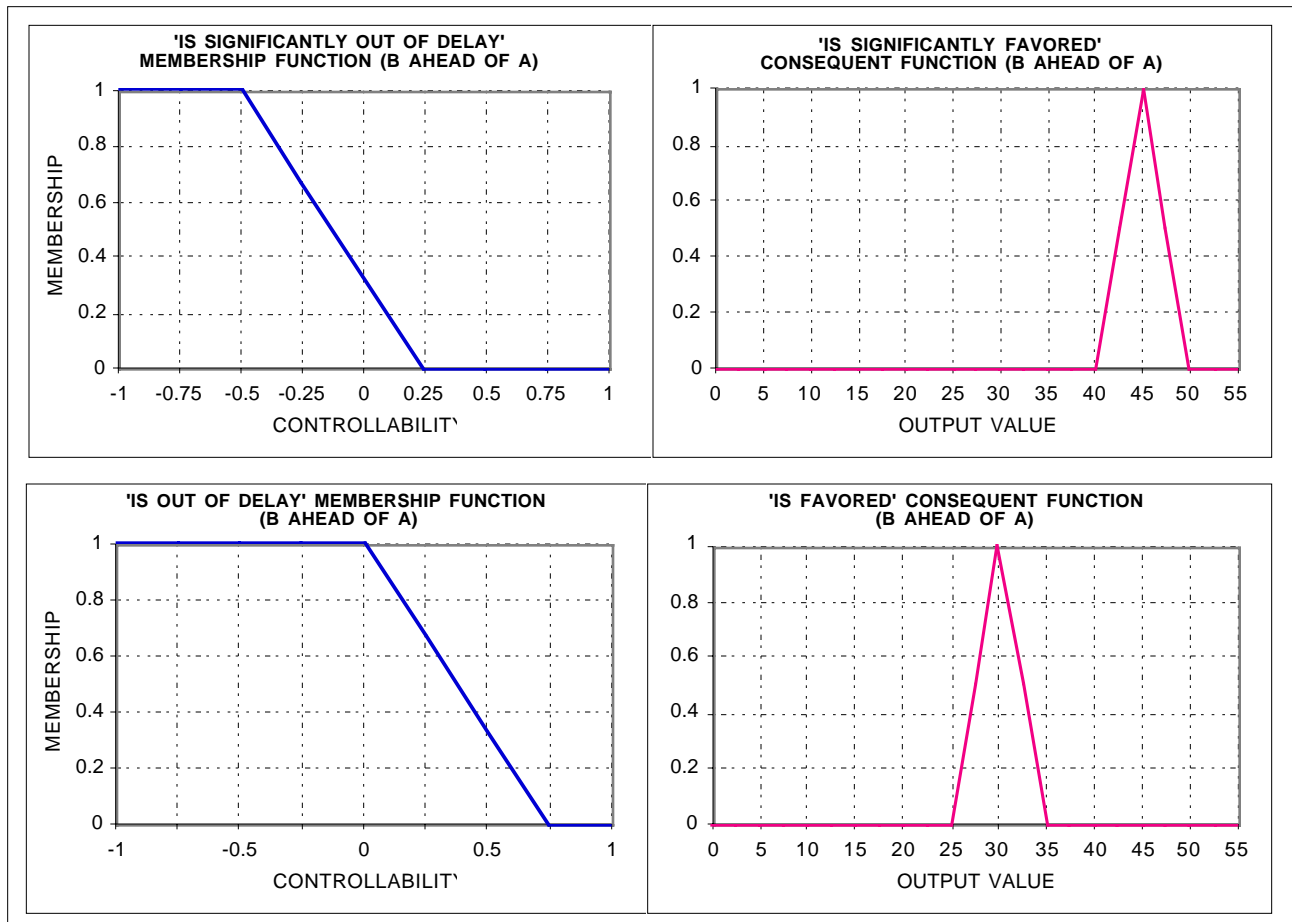 'IS SIGNIFICANTLY OUT OF DELAY'
MEMBERSHIP FUNCTION (B AHEAD OF A)
1
0.8
0.6
0.4
0.2
0
MEMBERSHIP
-1 -0.75 -0.5 -0.25 0 0.25 0.5 0.75 1
CONTROLLABILITY
'IS SIGNIFICANTLY FAVORED'
CONSEQUENT FUNCTION (B AHEAD OF A)
1
0.8
0.6
0.4
0.2
0
0 5 10 15 20 25 30 35 40 45 50 55
OUTPUT VALUE
'IS OUT OF DELAY' MEMBERSHIP FUNCTION
(B AHEAD OF A)
1
0.8
0.6
0.4
0.2
0
MEMBERSHIP
-1 -0.5 0 0.5 1
CONTROLLABILITY
'IS FAVORED' CONSEQUENT FUNCTION
(B AHEAD OF A)
1
0.8
0.6
0.4
0.2
0
0 5 10 15 20 25 30 35 40 45 50 55
OUTPUT VALUE